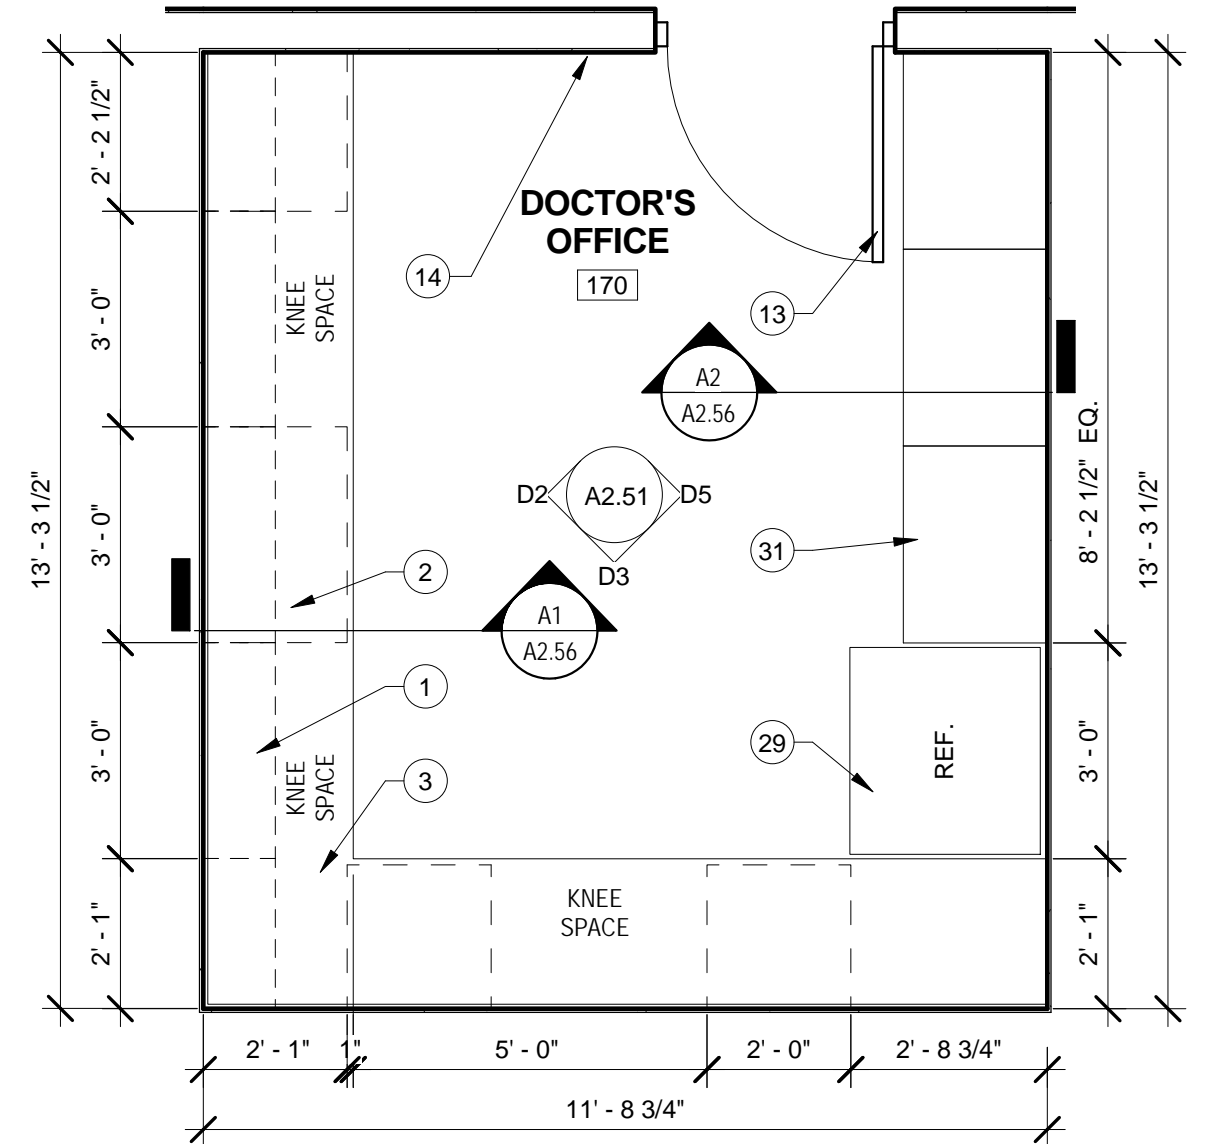 DOCTOR'S
OFFICE
170
14
13
KNEE
SPACE
A2
A2.56
D2
A2.51
D5
D3
A1
A2.56
2
1
3
31
29
REF.
KNEE
SPACE
KNEE
SPACE
13' - 3 1/2"
2' - 2 1/2"
3' - 0"
3' - 0"
3' - 0"
2' - 1"
8' - 2 1/2" EQ.
3' - 0"
2' - 1"
13' - 3 1/2"
2' - 1"
1"
5' - 0"
2' - 0"
2' - 8 3/4"
11' - 8 3/4"